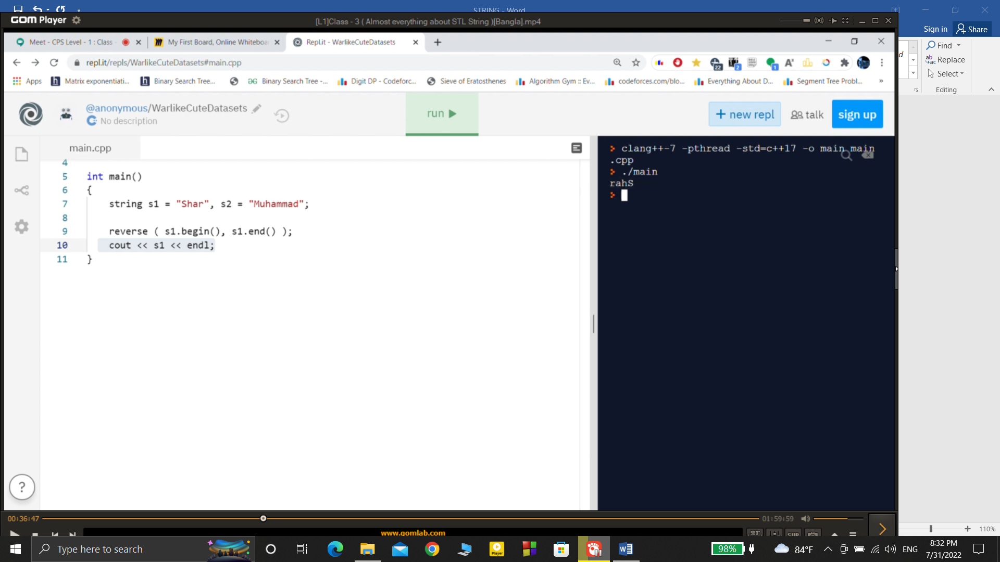 STRING - Word
GOM Player
[L1]Class - 3 ( Almost everything about STL String )[Bangla].mp4
Sign in
Share
Meet - CPS Level - 1 : Class
My First Board, Online Whiteboa
Repl.it - WarlikeCuteDatasets
Find
Replace
Select
Editing
repl.it/repls/WarlikeCuteDatasets#main.cpp
22
2
1
Apps
Matrix exponentiati...
Binary Search Tree...
Binary Search Tree -...
Digit DP - Codeforc...
Sieve of Eratosthenes
Algorithm Gym :: Ev...
codeforces.com/blo...
Everything About D...
Segment Tree Probl...
»
@anonymous/WarlikeCuteDatasets
No description
run
+ new repl
talk
sign up
main.cpp
4
5 int main()
6 {
7 string s1 = "Shar", s2 = "Muhammad";
8
9 reverse ( s1.begin(), s1.end() );
10 cout << s1 << endl;
11 }
clang++-7 -pthread -std=c++17 -o main main
.cpp
./main
rahS
?
00:36:47
01:59:59
www.gomlab.com
360°
SUB
110%
Type here to search
Player
98%
84°F
ENG
8:32 PM
7/31/2022